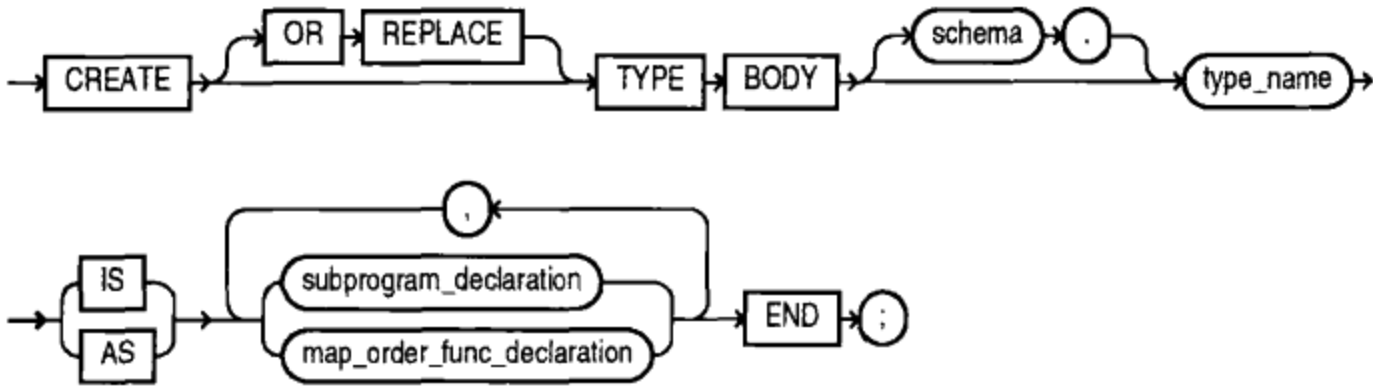 OR REPLACE schema .
CREATE TYPE BODY type_name
,
IS subprogram_declaration END ;
AS map_order_func_declaration